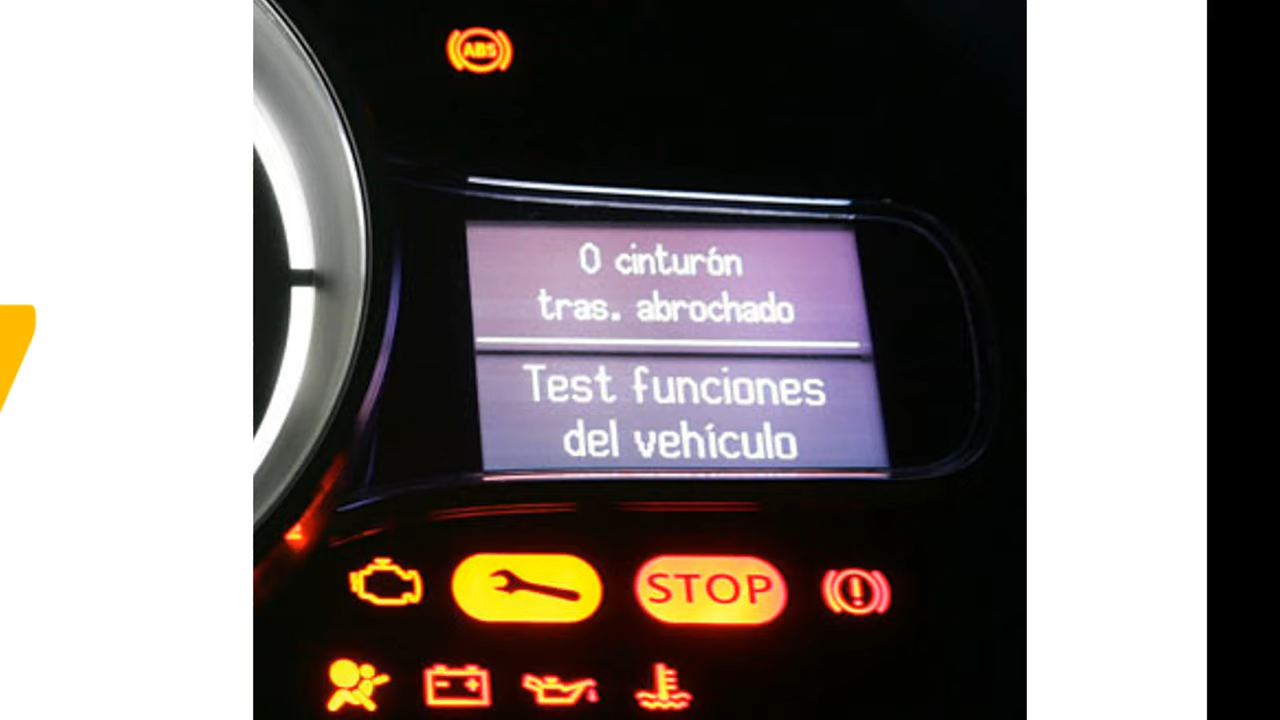 ABS
0 cinturón
tras. abrochado
Test funciones
del vehículo
STOP